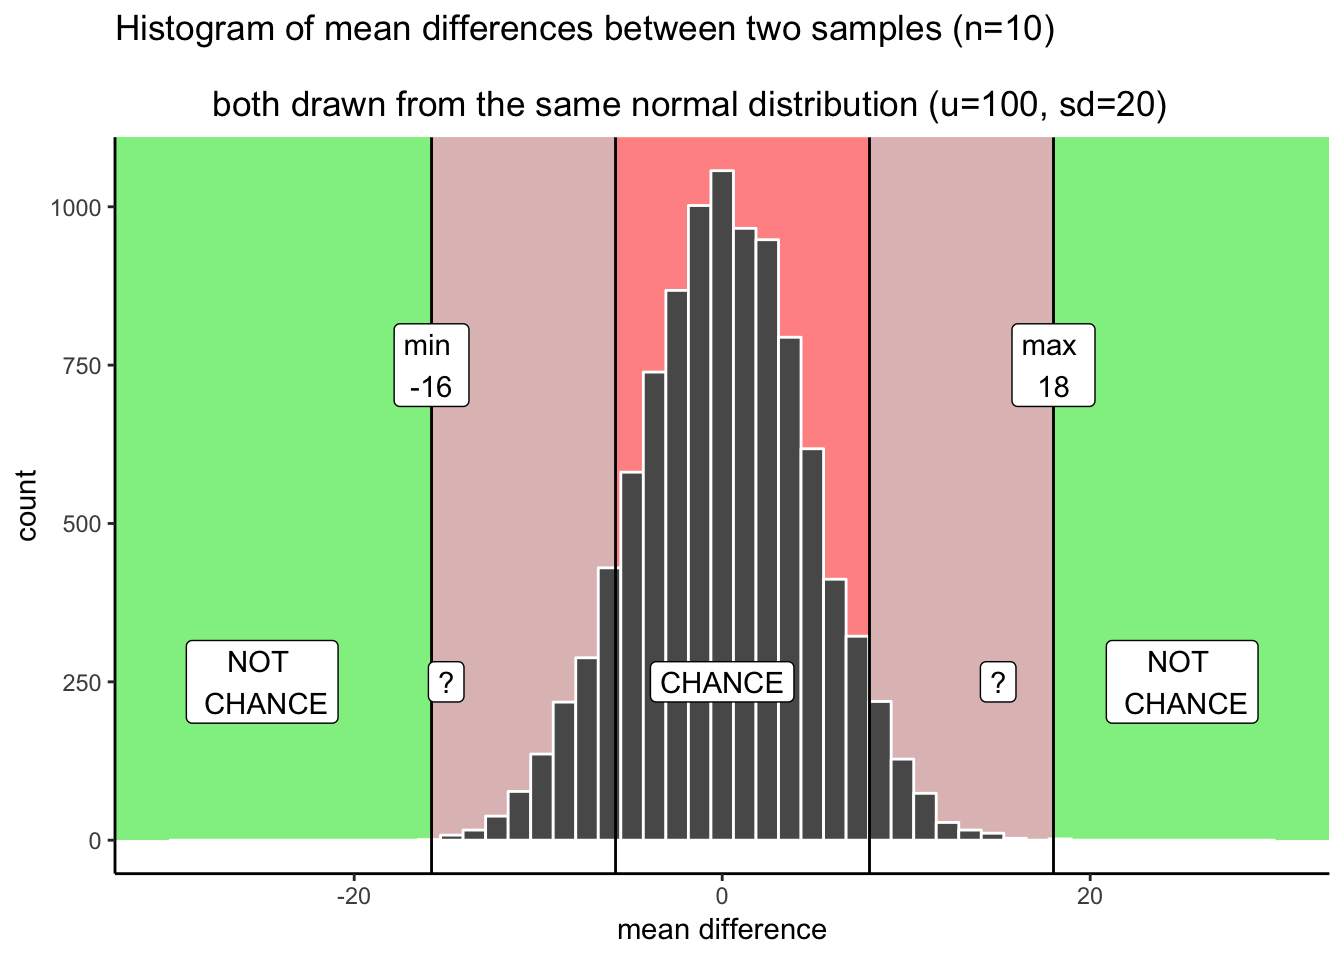 Histogram of mean differences between two samples (n=10)
both drawn from the same normal distribution (u=100, sd=20)
1000
750
500
250
0
count
min
-16
max
18
NOT
CHANCE
?
CHANCE
?
NOT
CHANCE
-20
0
20
mean difference